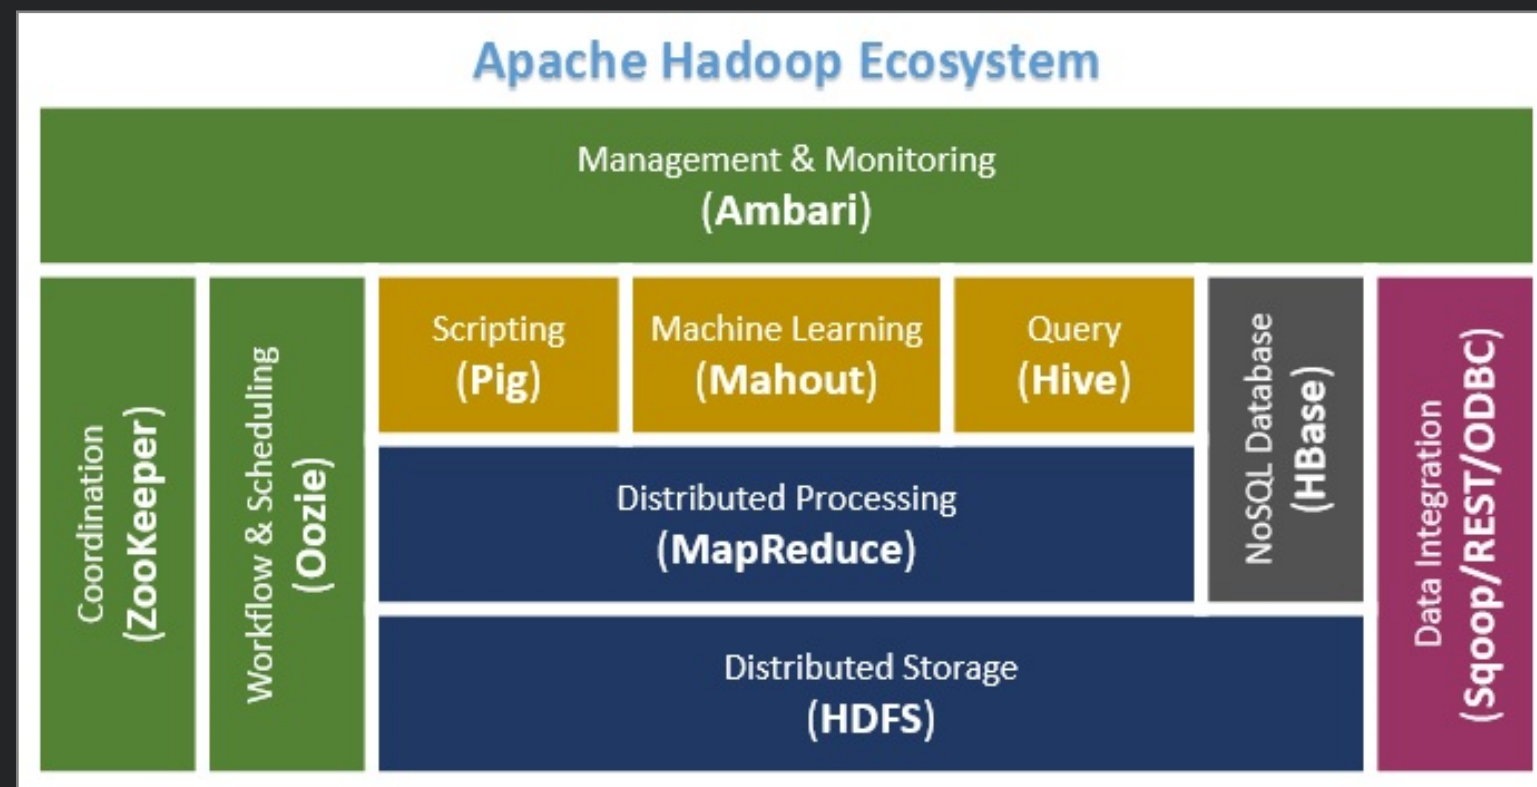 Apache Hadoop Ecosystem
Management & Monitoring
(Ambari)
Coordination
(ZooKeeper)
Workflow & Scheduling
(Oozie)
Scripting
(Pig)
Machine Learning
(Mahout)
Query
(Hive)
Distributed Processing
(MapReduce)
Distributed Storage
(HDFS)
NoSQL Database
(HBase)
Data Integration
(Sqoop/REST/ODBC)